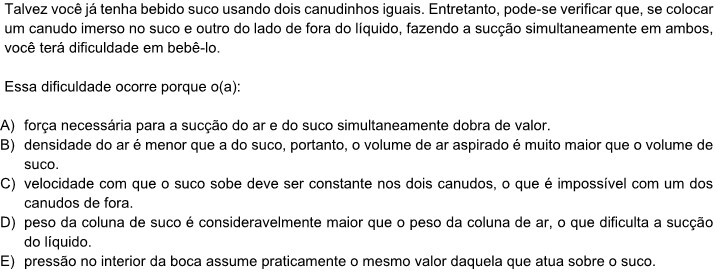 Talvez você já tenha bebido suco usando dois canudinhos iguais. Entretanto, pode-se verificar que, se colocar
um canudo imerso no suco e outro do lado de fora do líquido, fazendo a sucção simultaneamente em ambos,
você terá dificuldade em bebê-lo.
Essa dificuldade ocorre porque o(a):
A) força necessária para a sucção do ar e do suco simultaneamente dobra de valor.
B) densidade do ar é menor que a do suco, portanto, o volume de ar aspirado é muito maior que o volume de
suco.
C) velocidade com que o suco sobe deve ser constante nos dois canudos, o que é impossível com um dos
canudos de fora.
D) peso da coluna de suco é consideravelmente maior que o peso da coluna de ar, o que dificulta a sucção
do líquido.
E) pressão no interior da boca assume praticamente o mesmo valor daquela que atua sobre o suco.